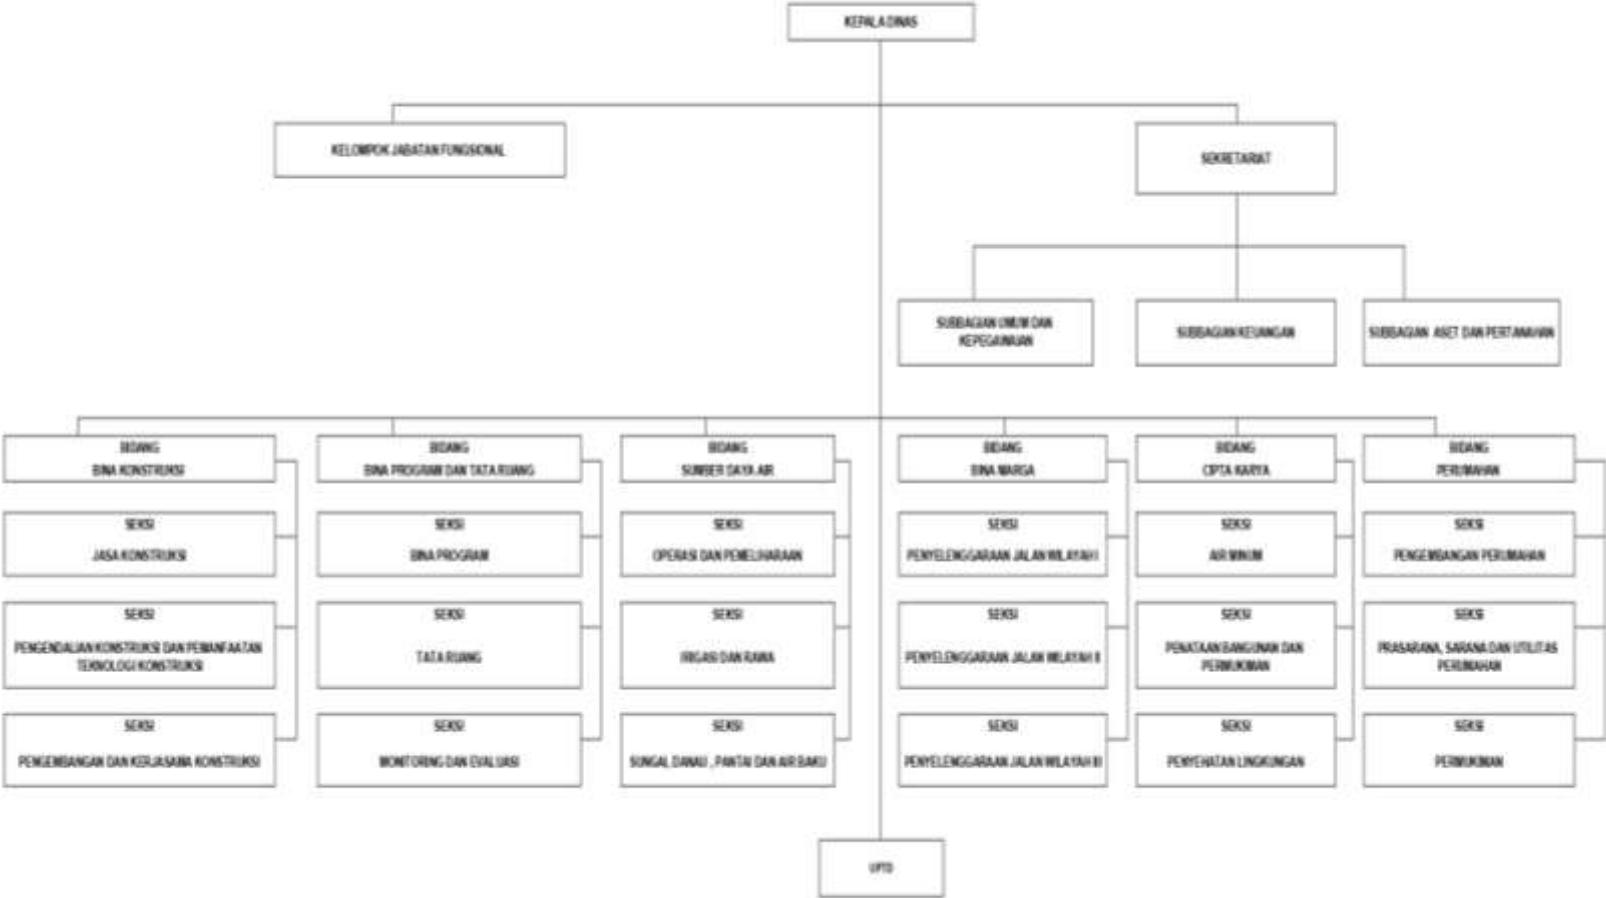 KEPALA DINAS
KELOMPOK JABATAN FUNGSIONAL
SEKRETARIAT
SUBBAGIAN UMUM DAN
KEPEGAWAIAN
SUBBAGIAN KEUANGAN
SUBBAGIAN ASET DAN PERTANAHAN
BIDANG
BINA KONSTRUKSI
BIDANG
BINA PROGRAM DAN TATA RUANG
BIDANG
SUMBER DAYA AIR
BIDANG
BINA MARGA
BIDANG
CIPTA KARYA
BIDANG
PERUMAHAN
SEKSI
JASA KONSTRUKSI
SEKSI
BINA PROGRAM
SEKSI
OPERASI DAN PEMELIHARAAN
SEKSI
PENYELENGGARAAN JALAN WILAYAH I
SEKSI
AIR MINUM
SEKSI
PENGEMBANGAN PERUMAHAN
SEKSI
PENGENDALIAN KONSTRUKSI DAN PEMANFAATAN
TEKNOLOGI KONSTRUKSI
SEKSI
TATA RUANG
SEKSI
IRIGASI DAN RAWA
SEKSI
PENYELENGGARAAN JALAN WILAYAH II
SEKSI
PENATAAN BANGUNAN DAN
PERMUKIMAN
SEKSI
PRASARANA, SARANA DAN UTILITAS
PERUMAHAN
SEKSI
PENGEMBANGAN DAN KERJASAMA KONSTRUKSI
SEKSI
MONITORING DAN EVALUASI
SEKSI
SUNGAI, DANAU , PANTAI DAN AIR BAKU
SEKSI
PENYELENGGARAAN JALAN WILAYAH III
SEKSI
PENYEHATAN LINGKUNGAN
SEKSI
PERMUKIMAN
UPTD